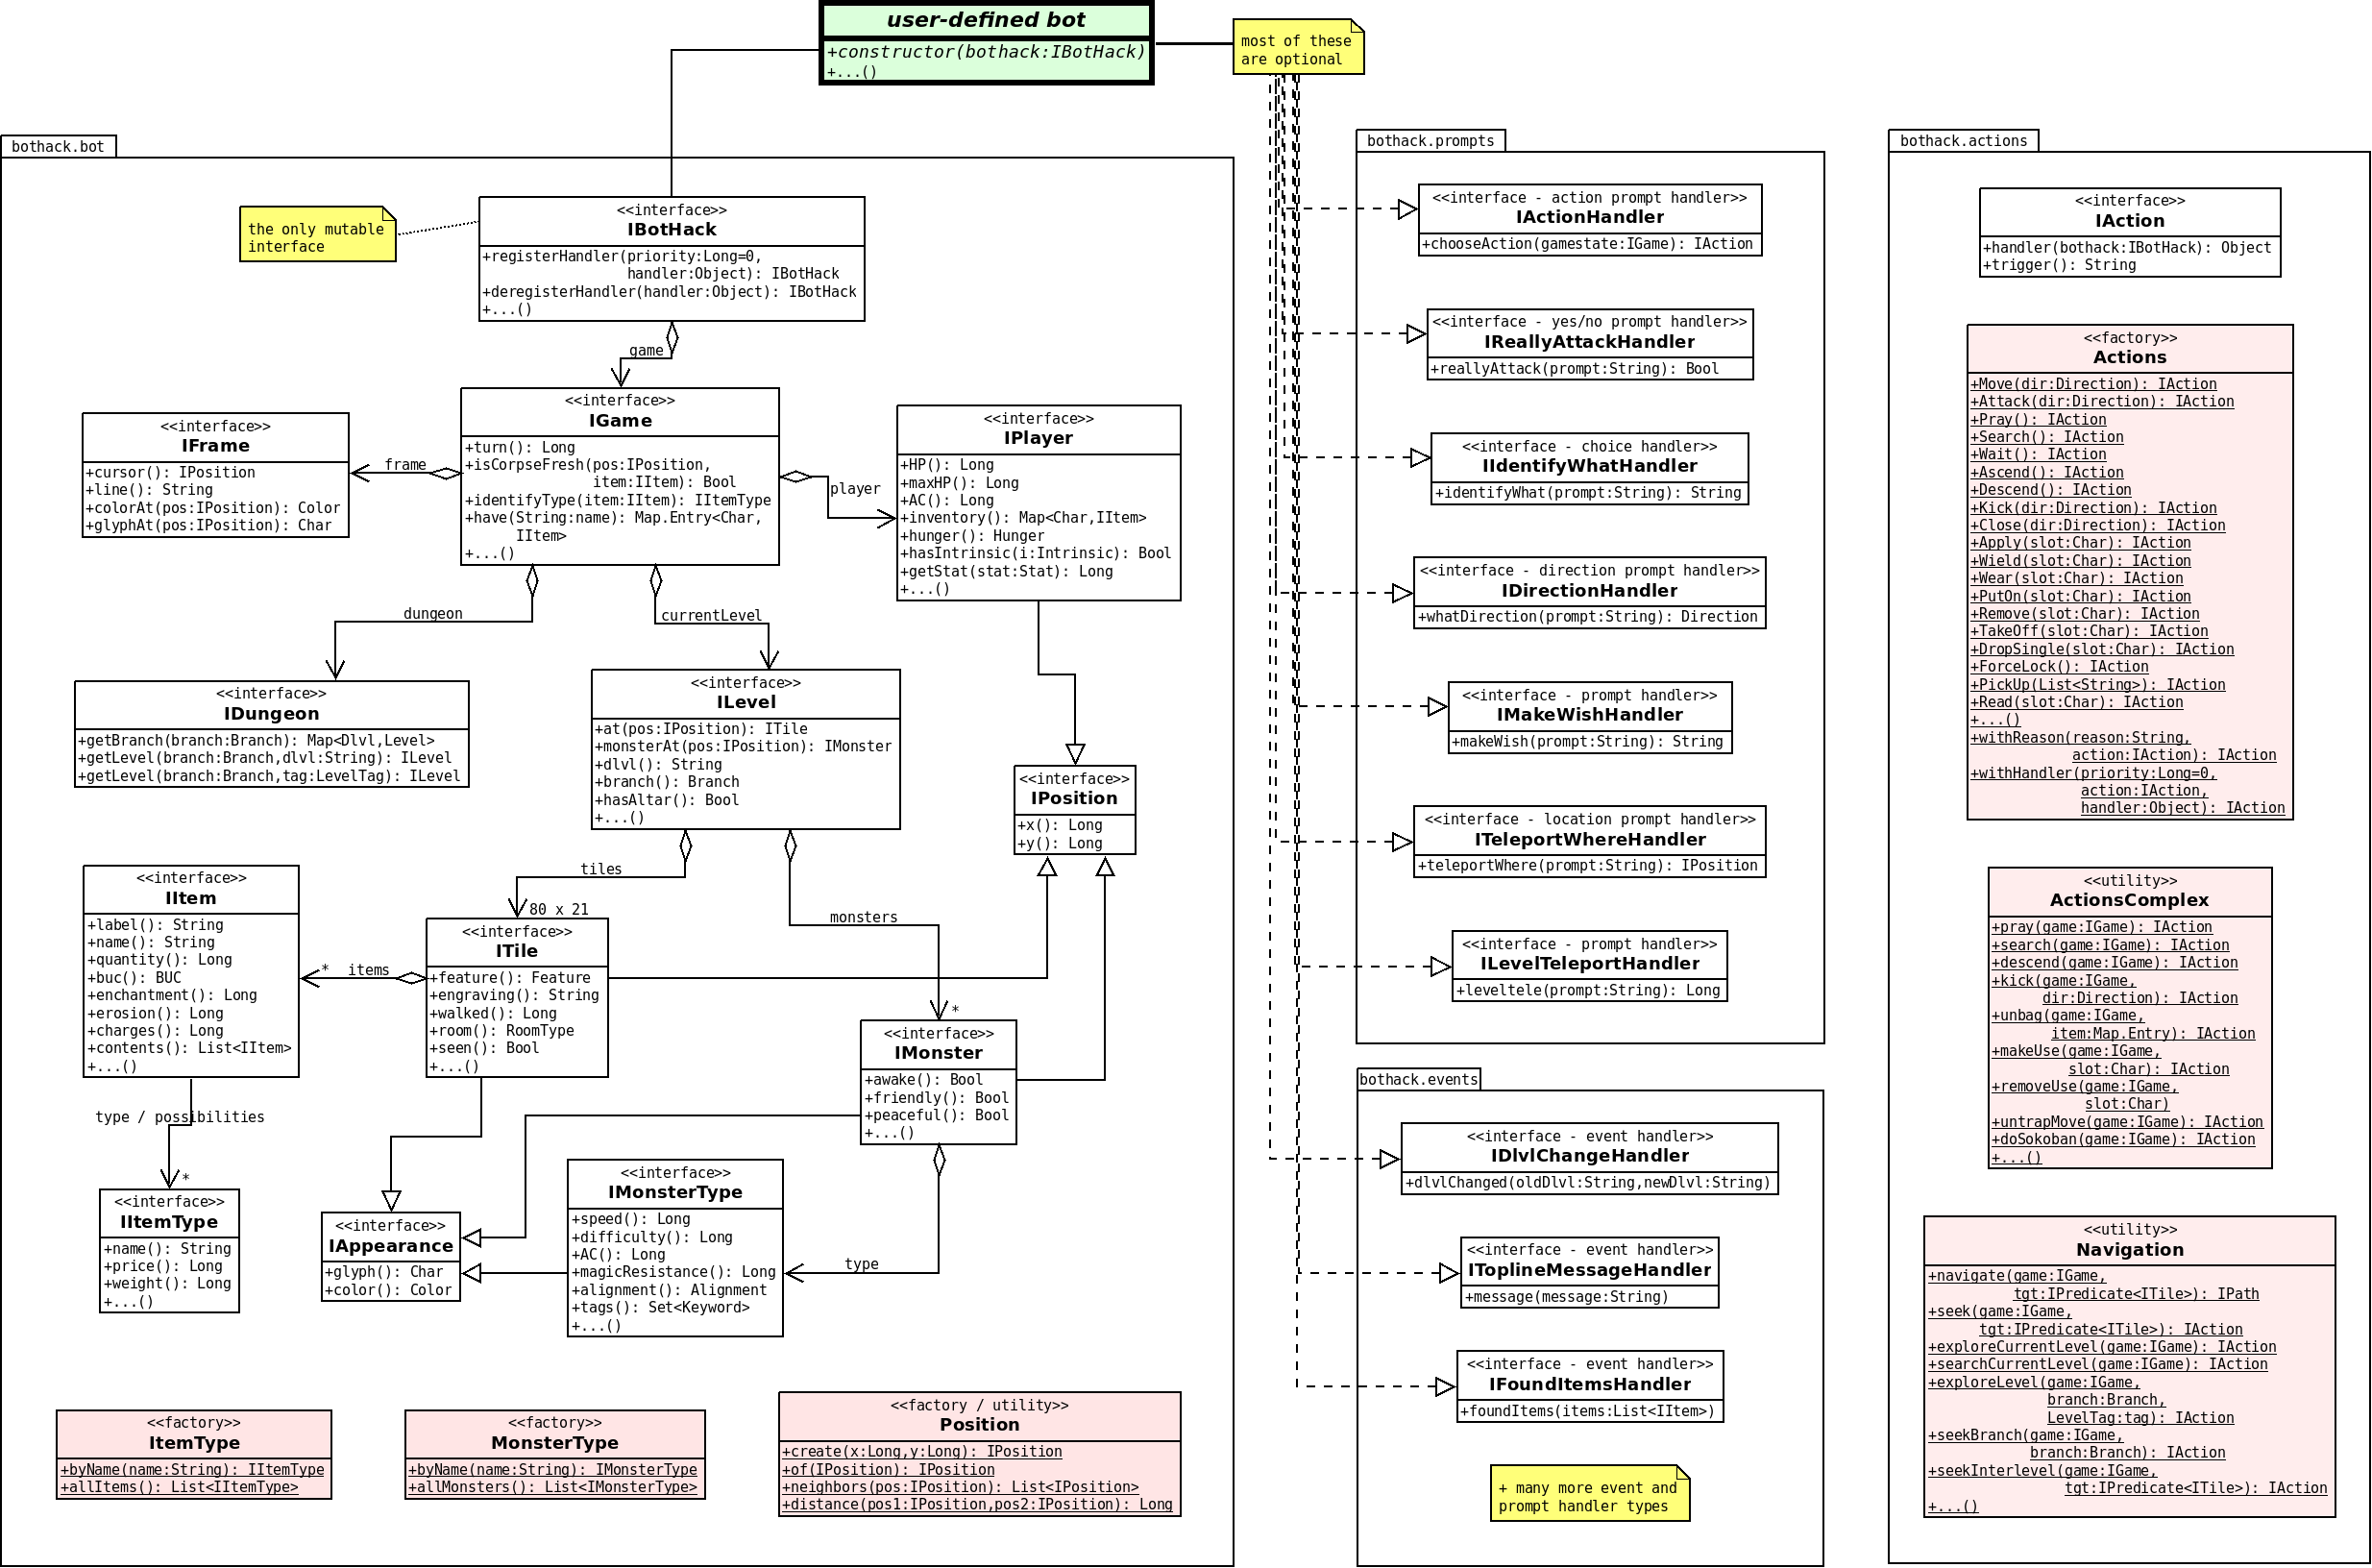 user-defined bot
+constructor(bothack:IBotHack)
+...()
most of these
are optional
bothack.bot
the only mutable
interface
<<interface>>
IBotHack
+registerHandler(priority:Long=0,
handler:Object): IBotHack
+deregisterHandler(handler:Object): IBotHack
+...()
game
<<interface>>
IFrame
+cursor(): IPosition
+line(): String
+colorAt(pos:IPosition): Color
+glyphAt(pos:IPosition): Char
frame
<<interface>>
IGame
+turn(): Long
+isCorpseFresh(pos:IPosition,
item:IItem): Bool
+identifyType(item:IItem): IItemType
+have(String:name): Map.Entry<Char,
IItem>
+...()
player
<<interface>>
IPlayer
+HP(): Long
+maxHP(): Long
+AC(): Long
+inventory(): Map<Char,IItem>
+hunger(): Hunger
+hasIntrinsic(i:Intrinsic): Bool
+getStat(stat:Stat): Long
+...()
dungeon
currentLevel
<<interface>>
IDungeon
+getBranch(branch:Branch): Map<Dlvl,Level>
+getLevel(branch:Branch,dlvl:String): ILevel
+getLevel(branch:Branch,tag:LevelTag): ILevel
<<interface>>
ILevel
+at(pos:IPosition): ITile
+monsterAt(pos:IPosition): IMonster
+dlvl(): String
+branch(): Branch
+hasAltar(): Bool
+...()
<<interface>>
IPosition
+x(): Long
+y(): Long
tiles
80 x 21
monsters
*
<<interface>>
IItem
+label(): String
+name(): String
+quantity(): Long
+buc(): BUC
+enchantment(): Long
+erosion(): Long
+charges(): Long
+contents(): List<IItem>
+...()
* items
<<interface>>
ITile
+feature(): Feature
+engraving(): String
+walked(): Long
+room(): RoomType
+seen(): Bool
+...()
<<interface>>
IMonster
+awake(): Bool
+friendly(): Bool
+peaceful(): Bool
+...()
type / possibilities
*
<<interface>>
IItemType
+name(): String
+price(): Long
+weight(): Long
+...()
<<interface>>
IAppearance
+glyph(): Char
+color(): Color
<<interface>>
IMonsterType
+speed(): Long
+difficulty(): Long
+AC(): Long
+magicResistance(): Long
+alignment(): Alignment
+tags(): Set<Keyword>
+...()
type
<<factory>>
ItemType
+byName(name:String): IItemType
+allItems(): List<IItemType>
<<factory>>
MonsterType
+byName(name:String): IMonsterType
+allMonsters(): List<IMonsterType>
<<factory / utility>>
Position
+create(x:Long,y:Long): IPosition
+of(IPosition): IPosition
+neighbors(pos:IPosition): List<IPosition>
+distance(pos1:IPosition,pos2:IPosition): Long
bothack.prompts
<<interface - action prompt handler>>
IActionHandler
+chooseAction(gamestate:IGame): IAction
<<interface - yes/no prompt handler>>
IReallyAttackHandler
+reallyAttack(prompt:String): Bool
<<interface - choice handler>>
IIdentifyWhatHandler
+identifyWhat(prompt:String): String
<<interface - direction prompt handler>>
IDirectionHandler
+whatDirection(prompt:String): Direction
<<interface - prompt handler>>
IMakeWishHandler
+makeWish(prompt:String): String
<<interface - location prompt handler>>
ITeleportWhereHandler
+teleportWhere(prompt:String): IPosition
<<interface - prompt handler>>
ILevelTeleportHandler
+leveltele(prompt:String): Long
bothack.events
<<interface - event handler>>
IDlvlChangeHandler
+dlvlChanged(oldDlvl:String,newDlvl:String)
<<interface - event handler>>
IToplineMessageHandler
+message(message:String)
<<interface - event handler>>
IFoundItemsHandler
+foundItems(items:List<IItem>)
+ many more event and
prompt handler types
bothack.actions
<<interface>>
IAction
+handler(bothack:IBotHack): Object
+trigger(): String
<<factory>>
Actions
+Move(dir:Direction): IAction
+Attack(dir:Direction): IAction
+Pray(): IAction
+Search(): IAction
+Wait(): IAction
+Ascend(): IAction
+Descend(): IAction
+Kick(dir:Direction): IAction
+Close(dir:Direction): IAction
+Apply(slot:Char): IAction
+Wield(slot:Char): IAction
+Wear(slot:Char): IAction
+PutOn(slot:Char): IAction
+Remove(slot:Char): IAction
+TakeOff(slot:Char): IAction
+DropSingle(slot:Char): IAction
+ForceLock(): IAction
+PickUp(List<String>): IAction
+Read(slot:Char): IAction
+...()
+withReason(reason:String,
action:IAction): IAction
+withHandler(priority:Long=0,
action:IAction,
handler:Object): IAction
<<utility>>
ActionsComplex
+pray(game:IGame): IAction
+search(game:IGame): IAction
+descend(game:IGame): IAction
+kick(game:IGame,
dir:Direction): IAction
+unbag(game:IGame,
item:Map.Entry): IAction
+makeUse(game:IGame,
slot:Char): IAction
+removeUse(game:IGame,
slot:Char)
+untrapMove(game:IGame): IAction
+doSokoban(game:IGame): IAction
+...()
<<utility>>
Navigation
+navigate(game:IGame,
tgt:IPredicate<ITile>): IPath
+seek(game:IGame,
tgt:IPredicate<ITile>): IAction
+exploreCurrentLevel(game:IGame): IAction
+searchCurrentLevel(game:IGame): IAction
+exploreLevel(game:IGame,
branch:Branch,
LevelTag:tag): IAction
+seekBranch(game:IGame,
branch:Branch): IAction
+seekInterlevel(game:IGame,
tgt:IPredicate<ITile>): IAction
+...()